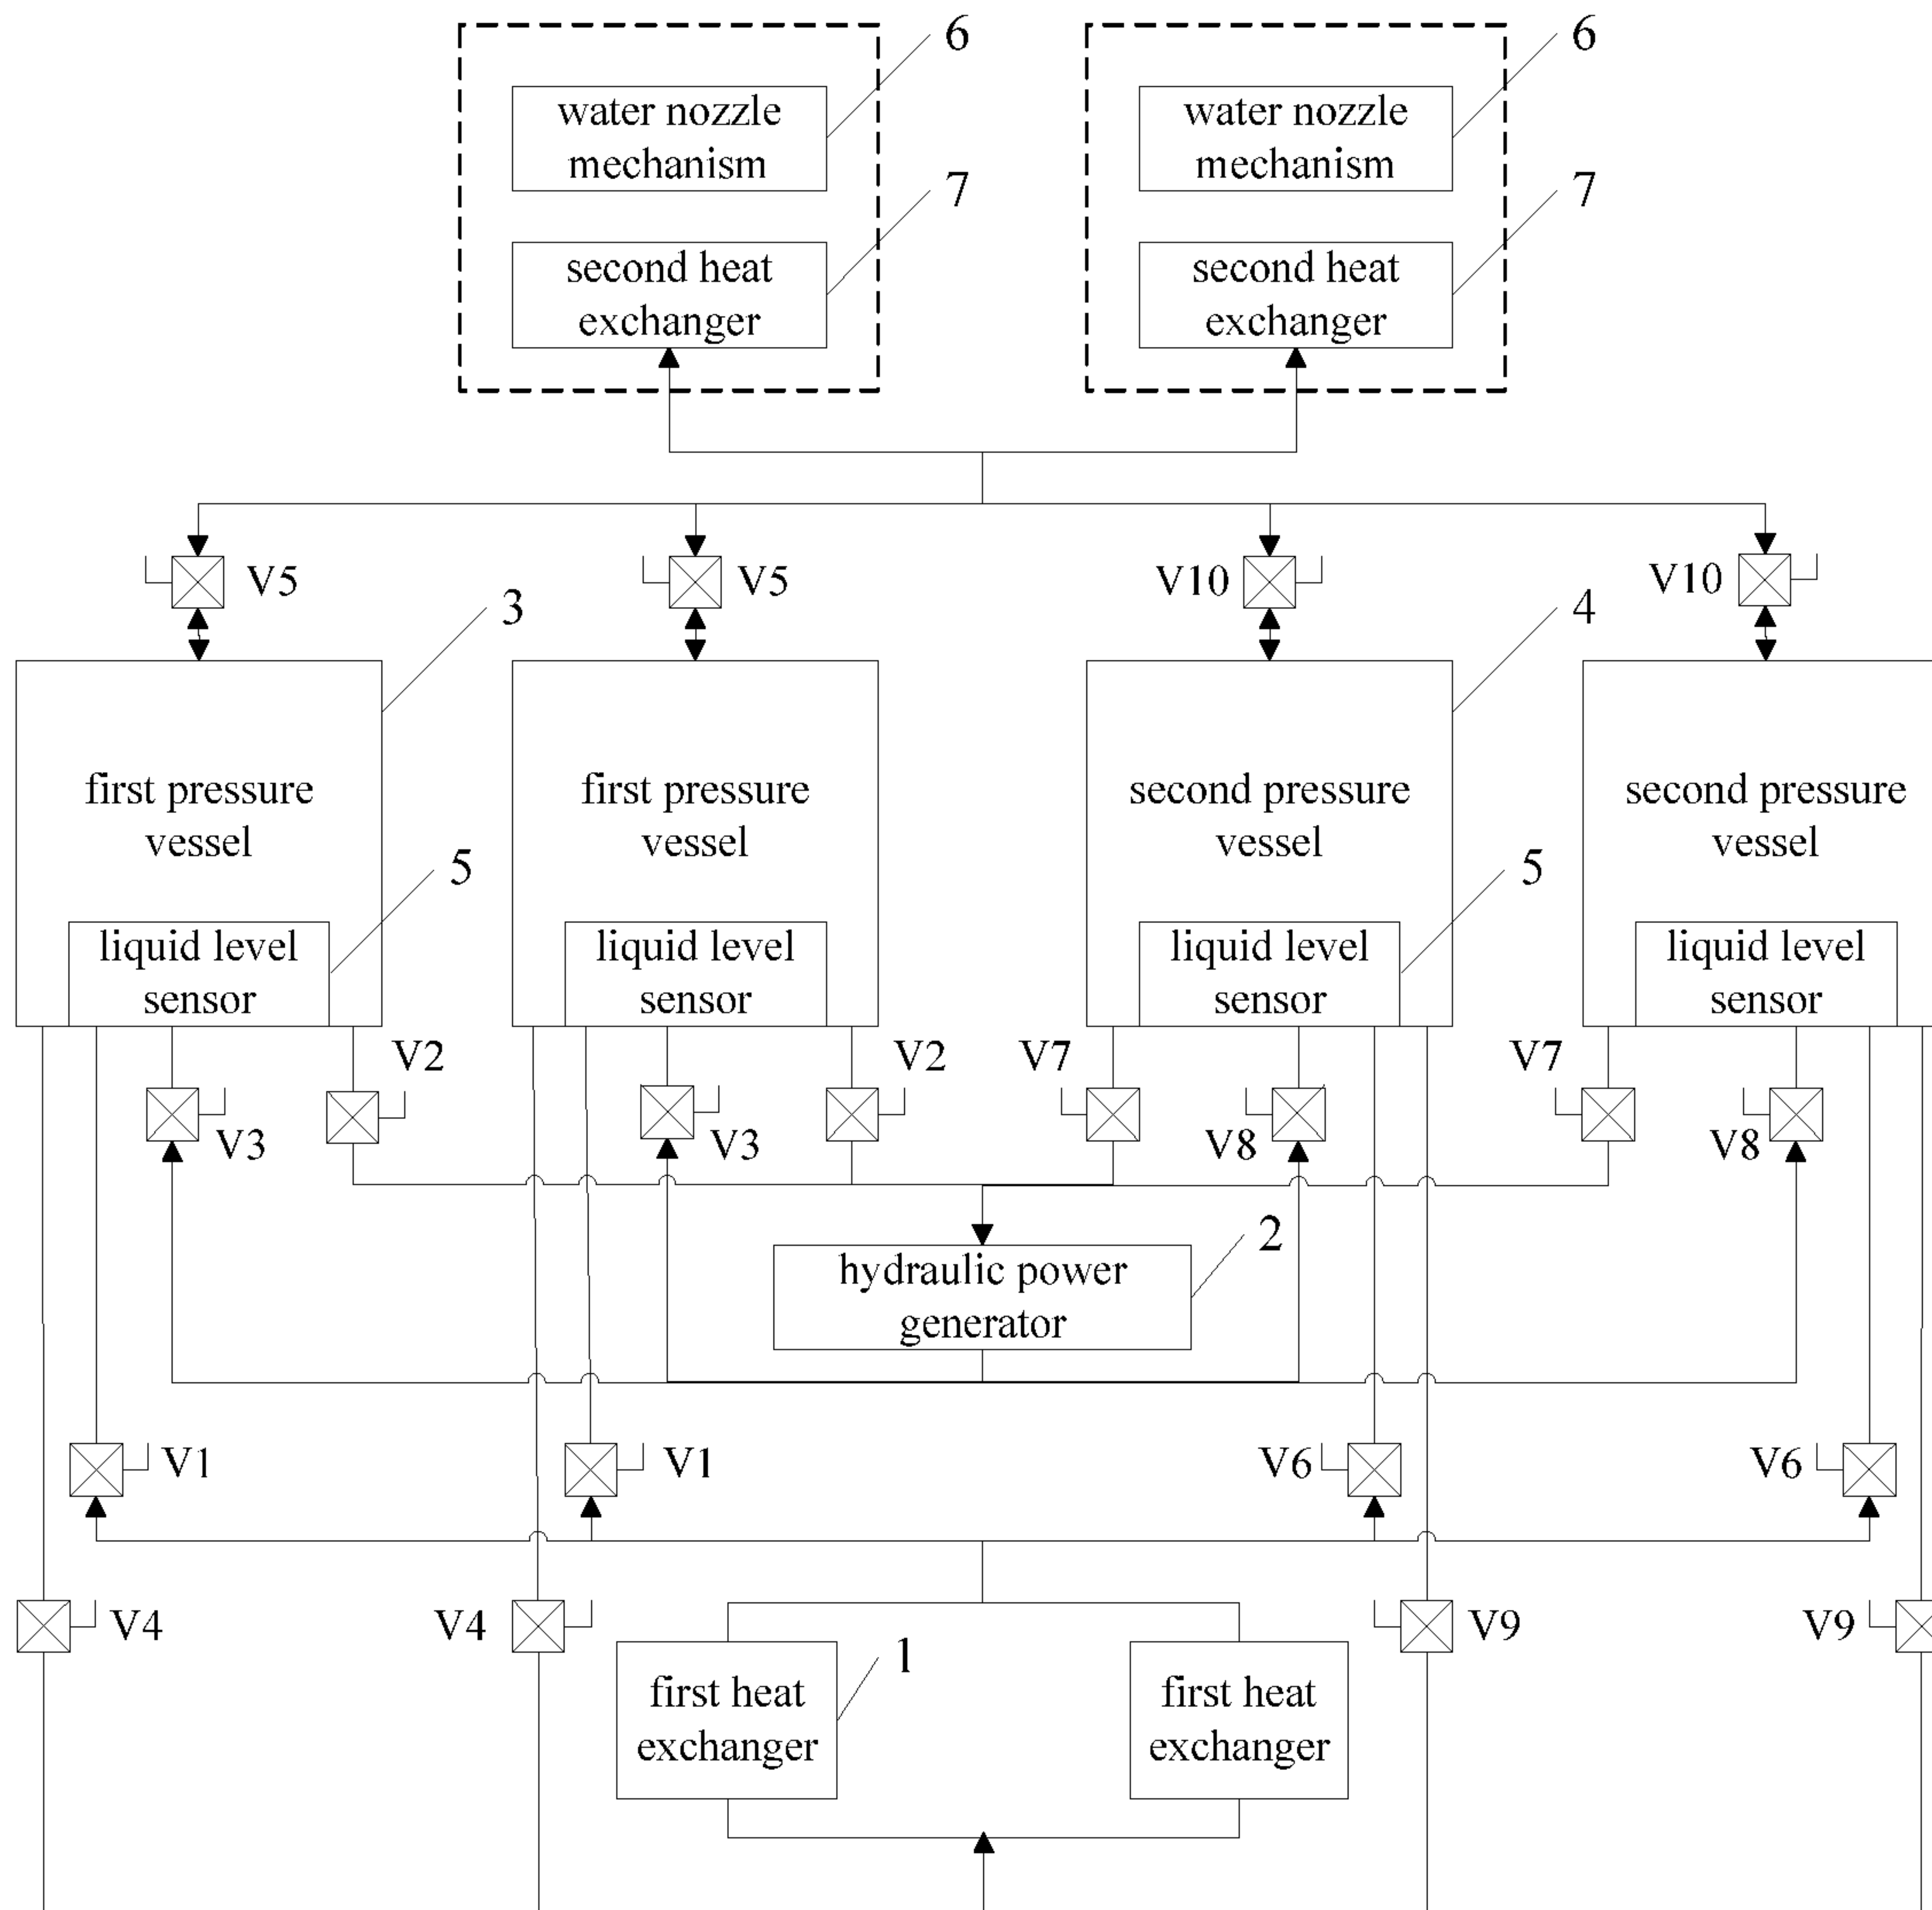 6
6
water nozzle
mechanism
water nozzle
mechanism
7
7
second heat
exchanger
second heat
exchanger
V5
V5
V10
V10
3
4
first pressure
vessel
first pressure
vessel
second pressure
vessel
second pressure
vessel
5
5
liquid level
sensor
liquid level
sensor
liquid level
sensor
liquid level
sensor
V2
V2
V7
V7
V3
V3
V8
V8
2
hydraulic power
generator
V1
V1
V6
V6
V4
V4
V9
V9
1
first heat
exchanger
first heat
exchanger